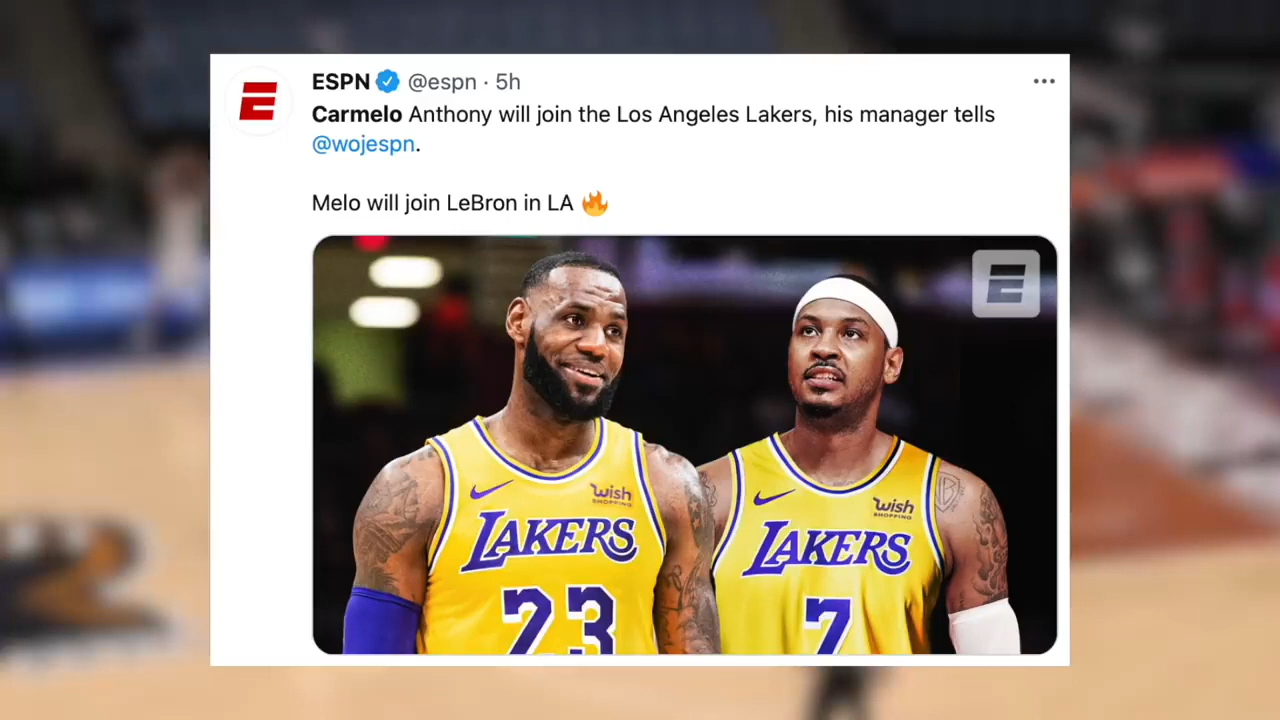 ESPN @espn · 5h
Carmelo Anthony will join the Los Angeles Lakers, his manager tells
@wojespn.
Melo will join LeBron in LA 🔥
E
wish
SHOPPING
LAKERS
23
wish
SHOPPING
LAKERS
7